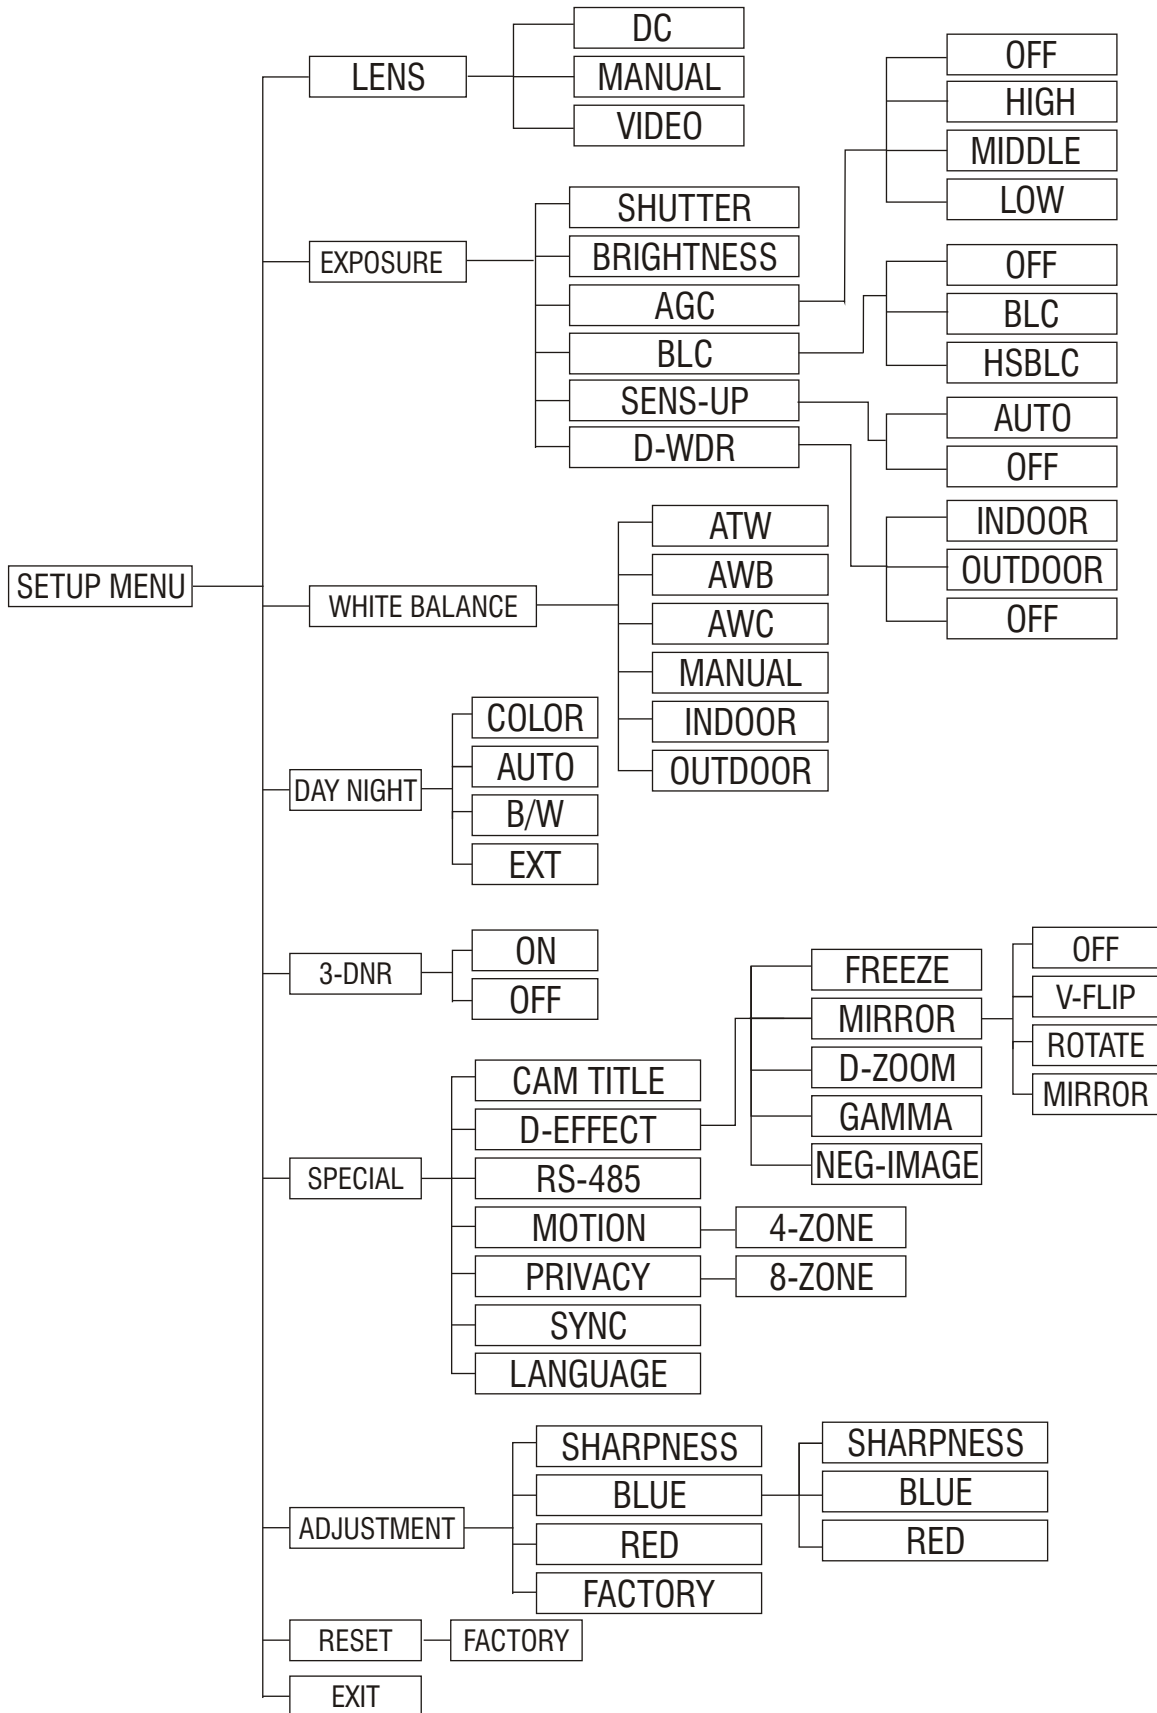 SETUP MENU
LENS
DC
MANUAL
VIDEO
EXPOSURE
SHUTTER
BRIGHTNESS
AGC
OFF
HIGH
MIDDLE
LOW
BLC
OFF
BLC
HSBLC
SENS-UP
AUTO
OFF
D-WDR
INDOOR
OUTDOOR
OFF
WHITE BALANCE
ATW
AWB
AWC
MANUAL
INDOOR
OUTDOOR
DAY NIGHT
COLOR
AUTO
B/W
EXT
3-DNR
ON
OFF
SPECIAL
CAM TITLE
D-EFFECT
FREEZE
MIRROR
OFF
V-FLIP
ROTATE
MIRROR
D-ZOOM
GAMMA
NEG-IMAGE
RS-485
MOTION
4-ZONE
PRIVACY
8-ZONE
SYNC
LANGUAGE
ADJUSTMENT
SHARPNESS
BLUE
SHARPNESS
BLUE
RED
RED
FACTORY
RESET
FACTORY
EXIT